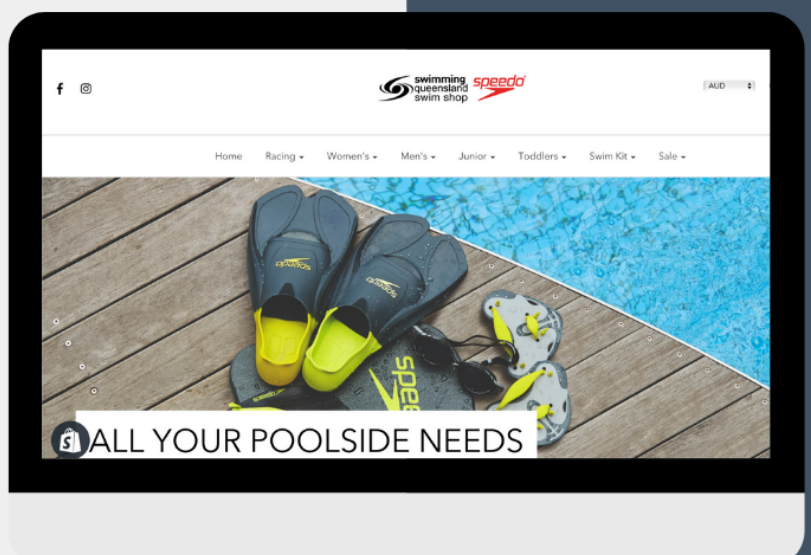 swimming
queensland
swim shop
speedo
AUD
Home Racing Women's Men's Junior Toddlers Swim Kit Sale
speedo
speedo
spee
ALL YOUR POOLSIDE NEEDS